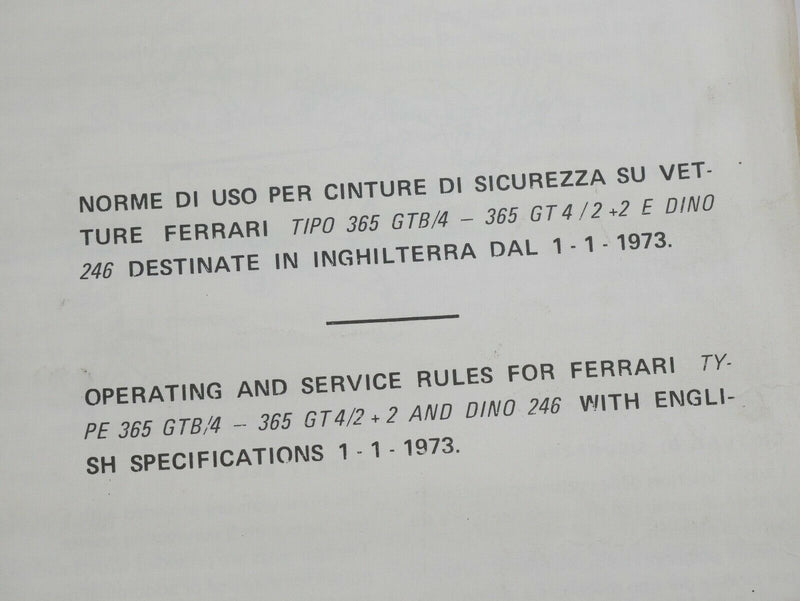 NORME DI USO PER CINTURE DI SICUREZZA SU VET-
TURE FERRARI TIPO 365 GTB/4 – 365 GT4/2+2 E DINO
246 DESTINATE IN INGHILTERRA DAL 1-1-1973.
OPERATING AND SERVICE RULES FOR FERRARI TY-
PE 365 GTB/4 – 365 GT4/2+2 AND DINO 246 WITH ENGLI-
SH SPECIFICATIONS 1-1-1973.